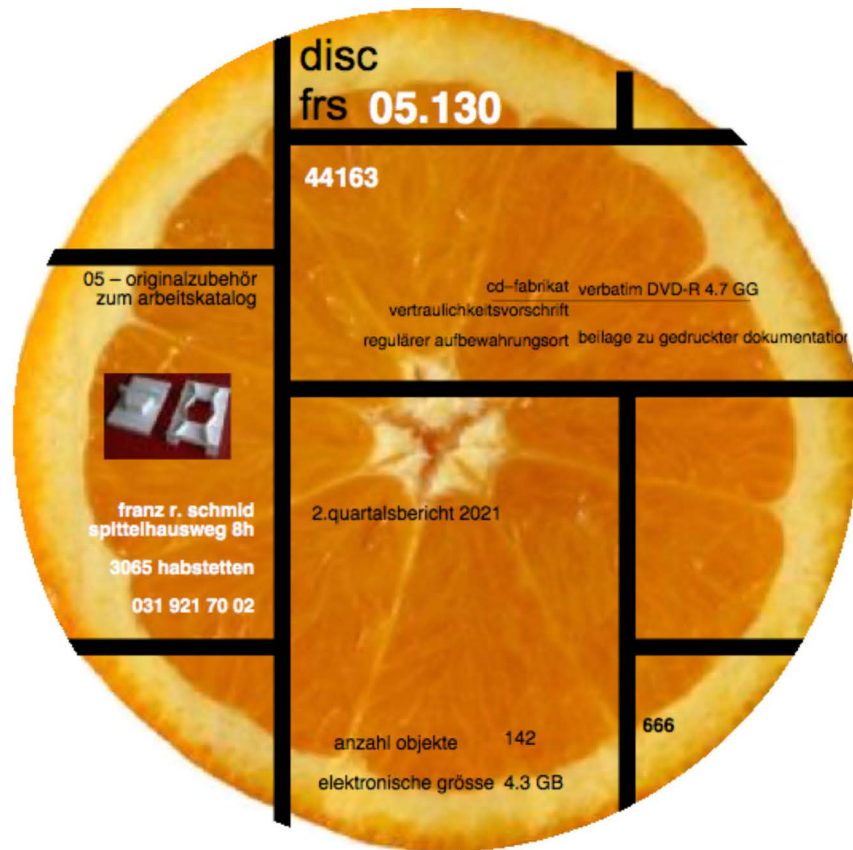 disc
frs 05.130
44163
05 – originalzubehör
zum arbeitskatalog
cd–fabrikat verbatim DVD-R 4.7 GG
vertraulichkeitsvorschrift
regulärer aufbewahrungsort beilage zu gedruckter dokumentation
franz r. schmid
spittelhausweg 8h
3065 habstetten
031 921 70 02
2.quartalsbericht 2021
anzahl objekte 142
elektronische grösse 4.3 GB
666